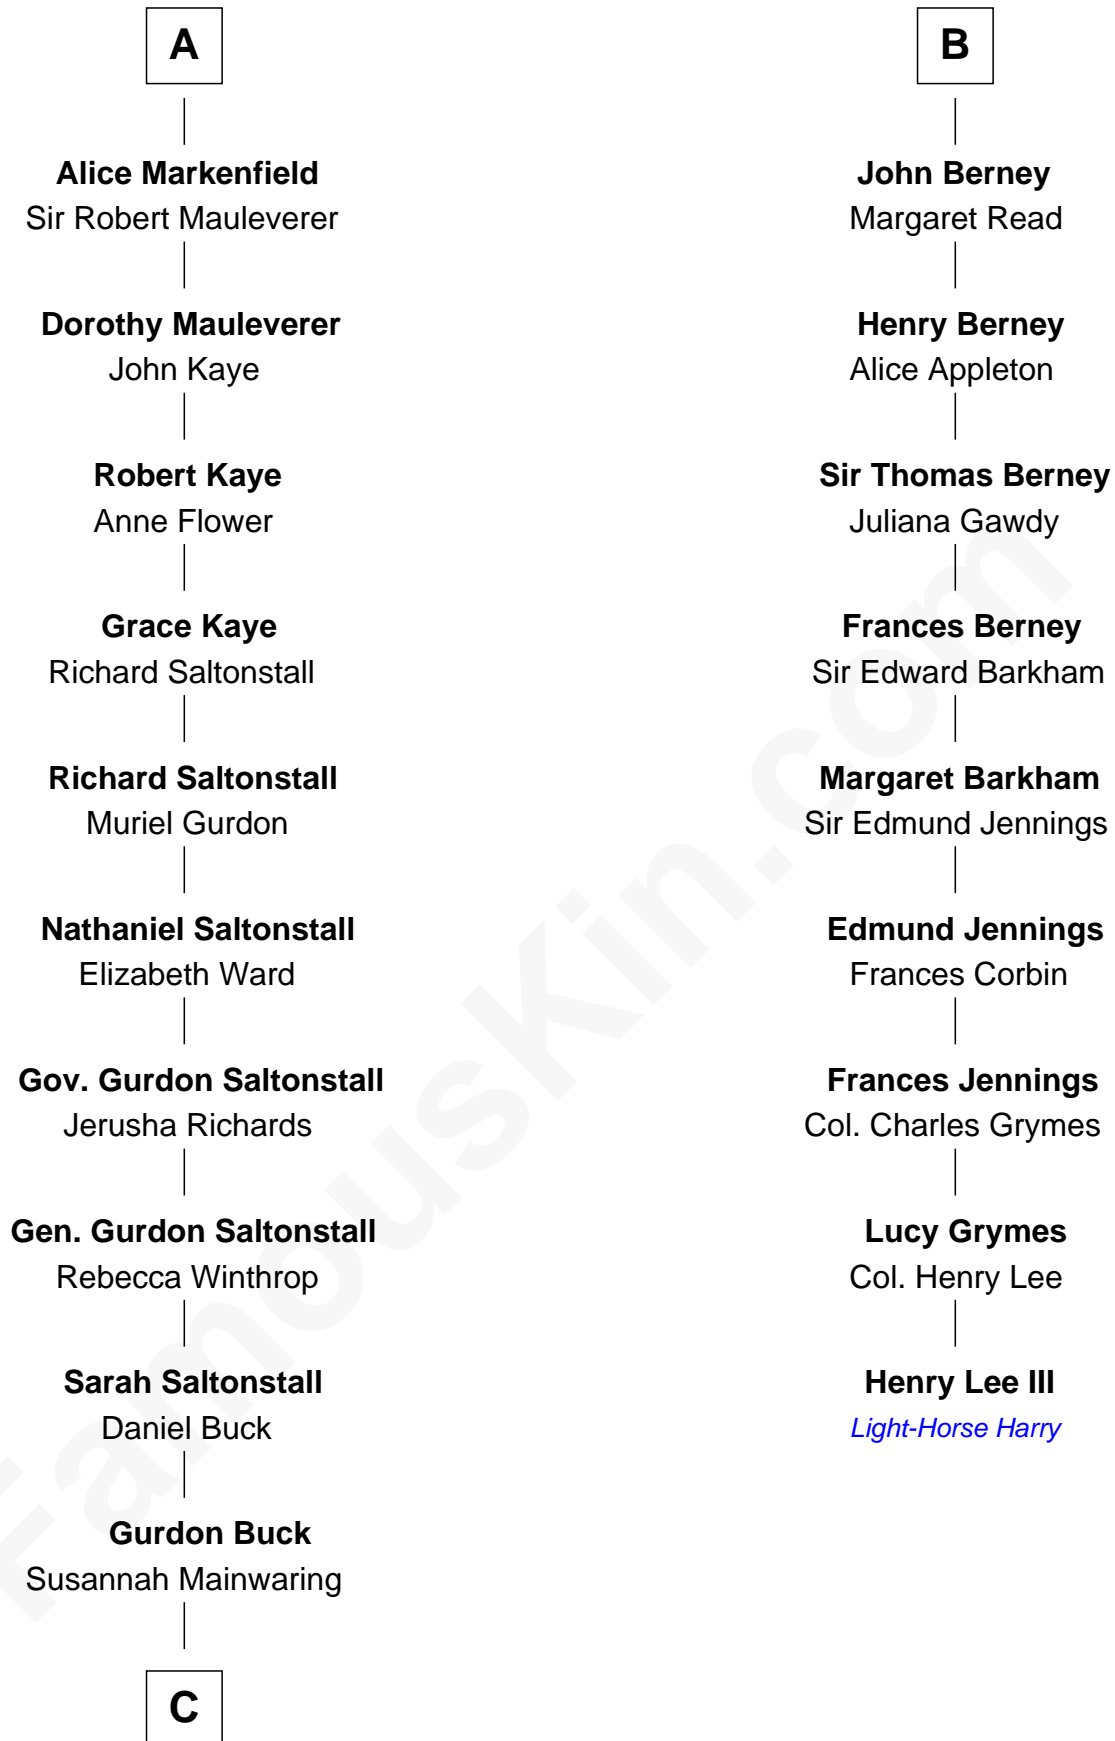 A
Alice Markenfield
Sir Robert Mauleverer
Dorothy Mauleverer
John Kaye
Robert Kaye
Anne Flower
Grace Kaye
Richard Saltonstall
Richard Saltonstall
Muriel Gurdon
Nathaniel Saltonstall
Elizabeth Ward
Gov. Gurdon Saltonstall
Jerusha Richards
Gen. Gurdon Saltonstall
Rebecca Winthrop
Sarah Saltonstall
Daniel Buck
Gurdon Buck
Susannah Mainwaring
C
B
John Berney
Margaret Read
Henry Berney
Alice Appleton
Sir Thomas Berney
Juliana Gawdy
Frances Berney
Sir Edward Barkham
Margaret Barkham
Sir Edmund Jennings
Edmund Jennings
Frances Corbin
Frances Jennings
Col. Charles Grymes
Lucy Grymes
Col. Henry Lee
Henry Lee III
Light-Horse Harry
FamousKin.com